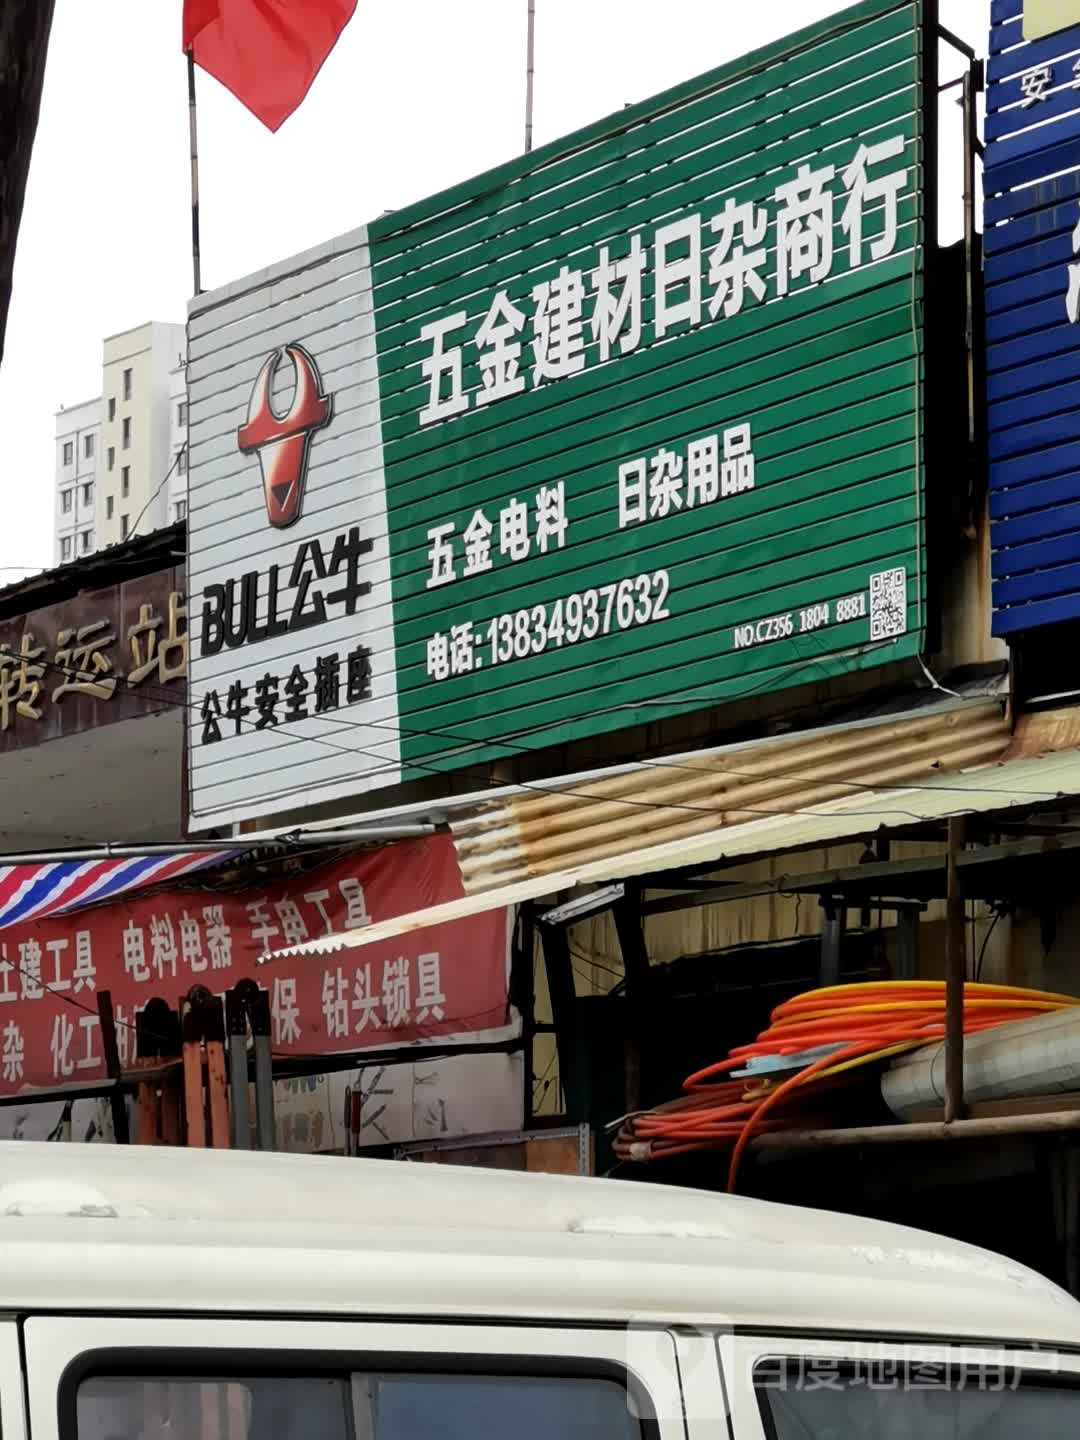 五金建材日杂商行
五金电料 日杂用品
电话:13834937632
NO.CZ356 1804 8881
BULL公牛
公牛安全插座
转运站
安
土建工具 电料电器 手电工具
杂 化工 保 钻头锁具
百度地图用户